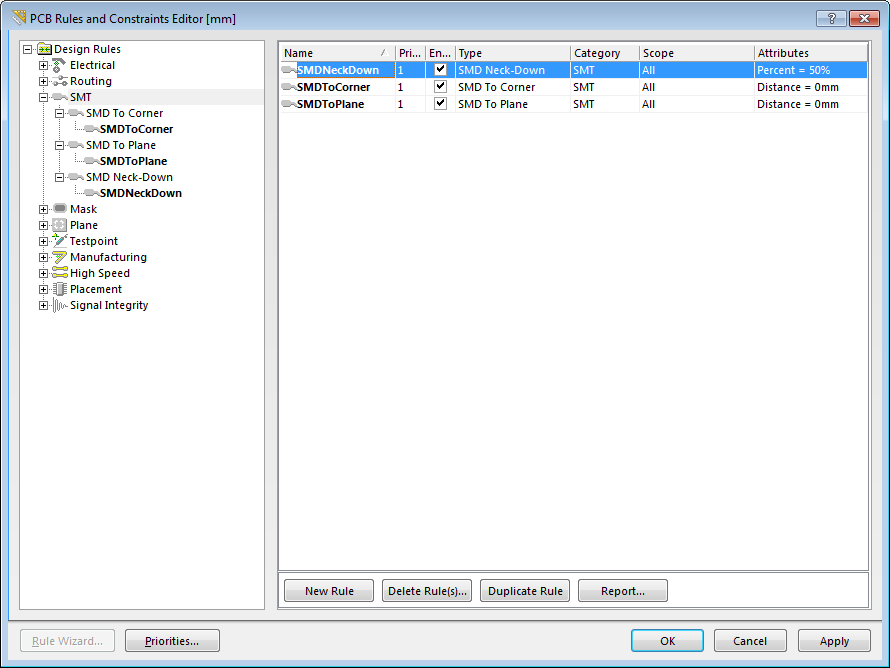 PCB Rules and Constraints Editor [mm]
?
Design Rules
Electrical
Routing
SMT
SMD To Corner
SMDToCorner
SMD To Plane
SMDToPlane
SMD Neck-Down
SMDNeckDown
Mask
Plane
Testpoint
Manufacturing
High Speed
Placement
Signal Integrity
Name Pri... En... Type Category Scope Attributes
SMDNeckDown 1 SMD Neck-Down SMT All Percent = 50%
SMDToCorner 1 SMD To Corner SMT All Distance = 0mm
SMDToPlane 1 SMD To Plane SMT All Distance = 0mm
New Rule Delete Rule(s)... Duplicate Rule Report...
Rule Wizard... Priorities... OK Cancel Apply